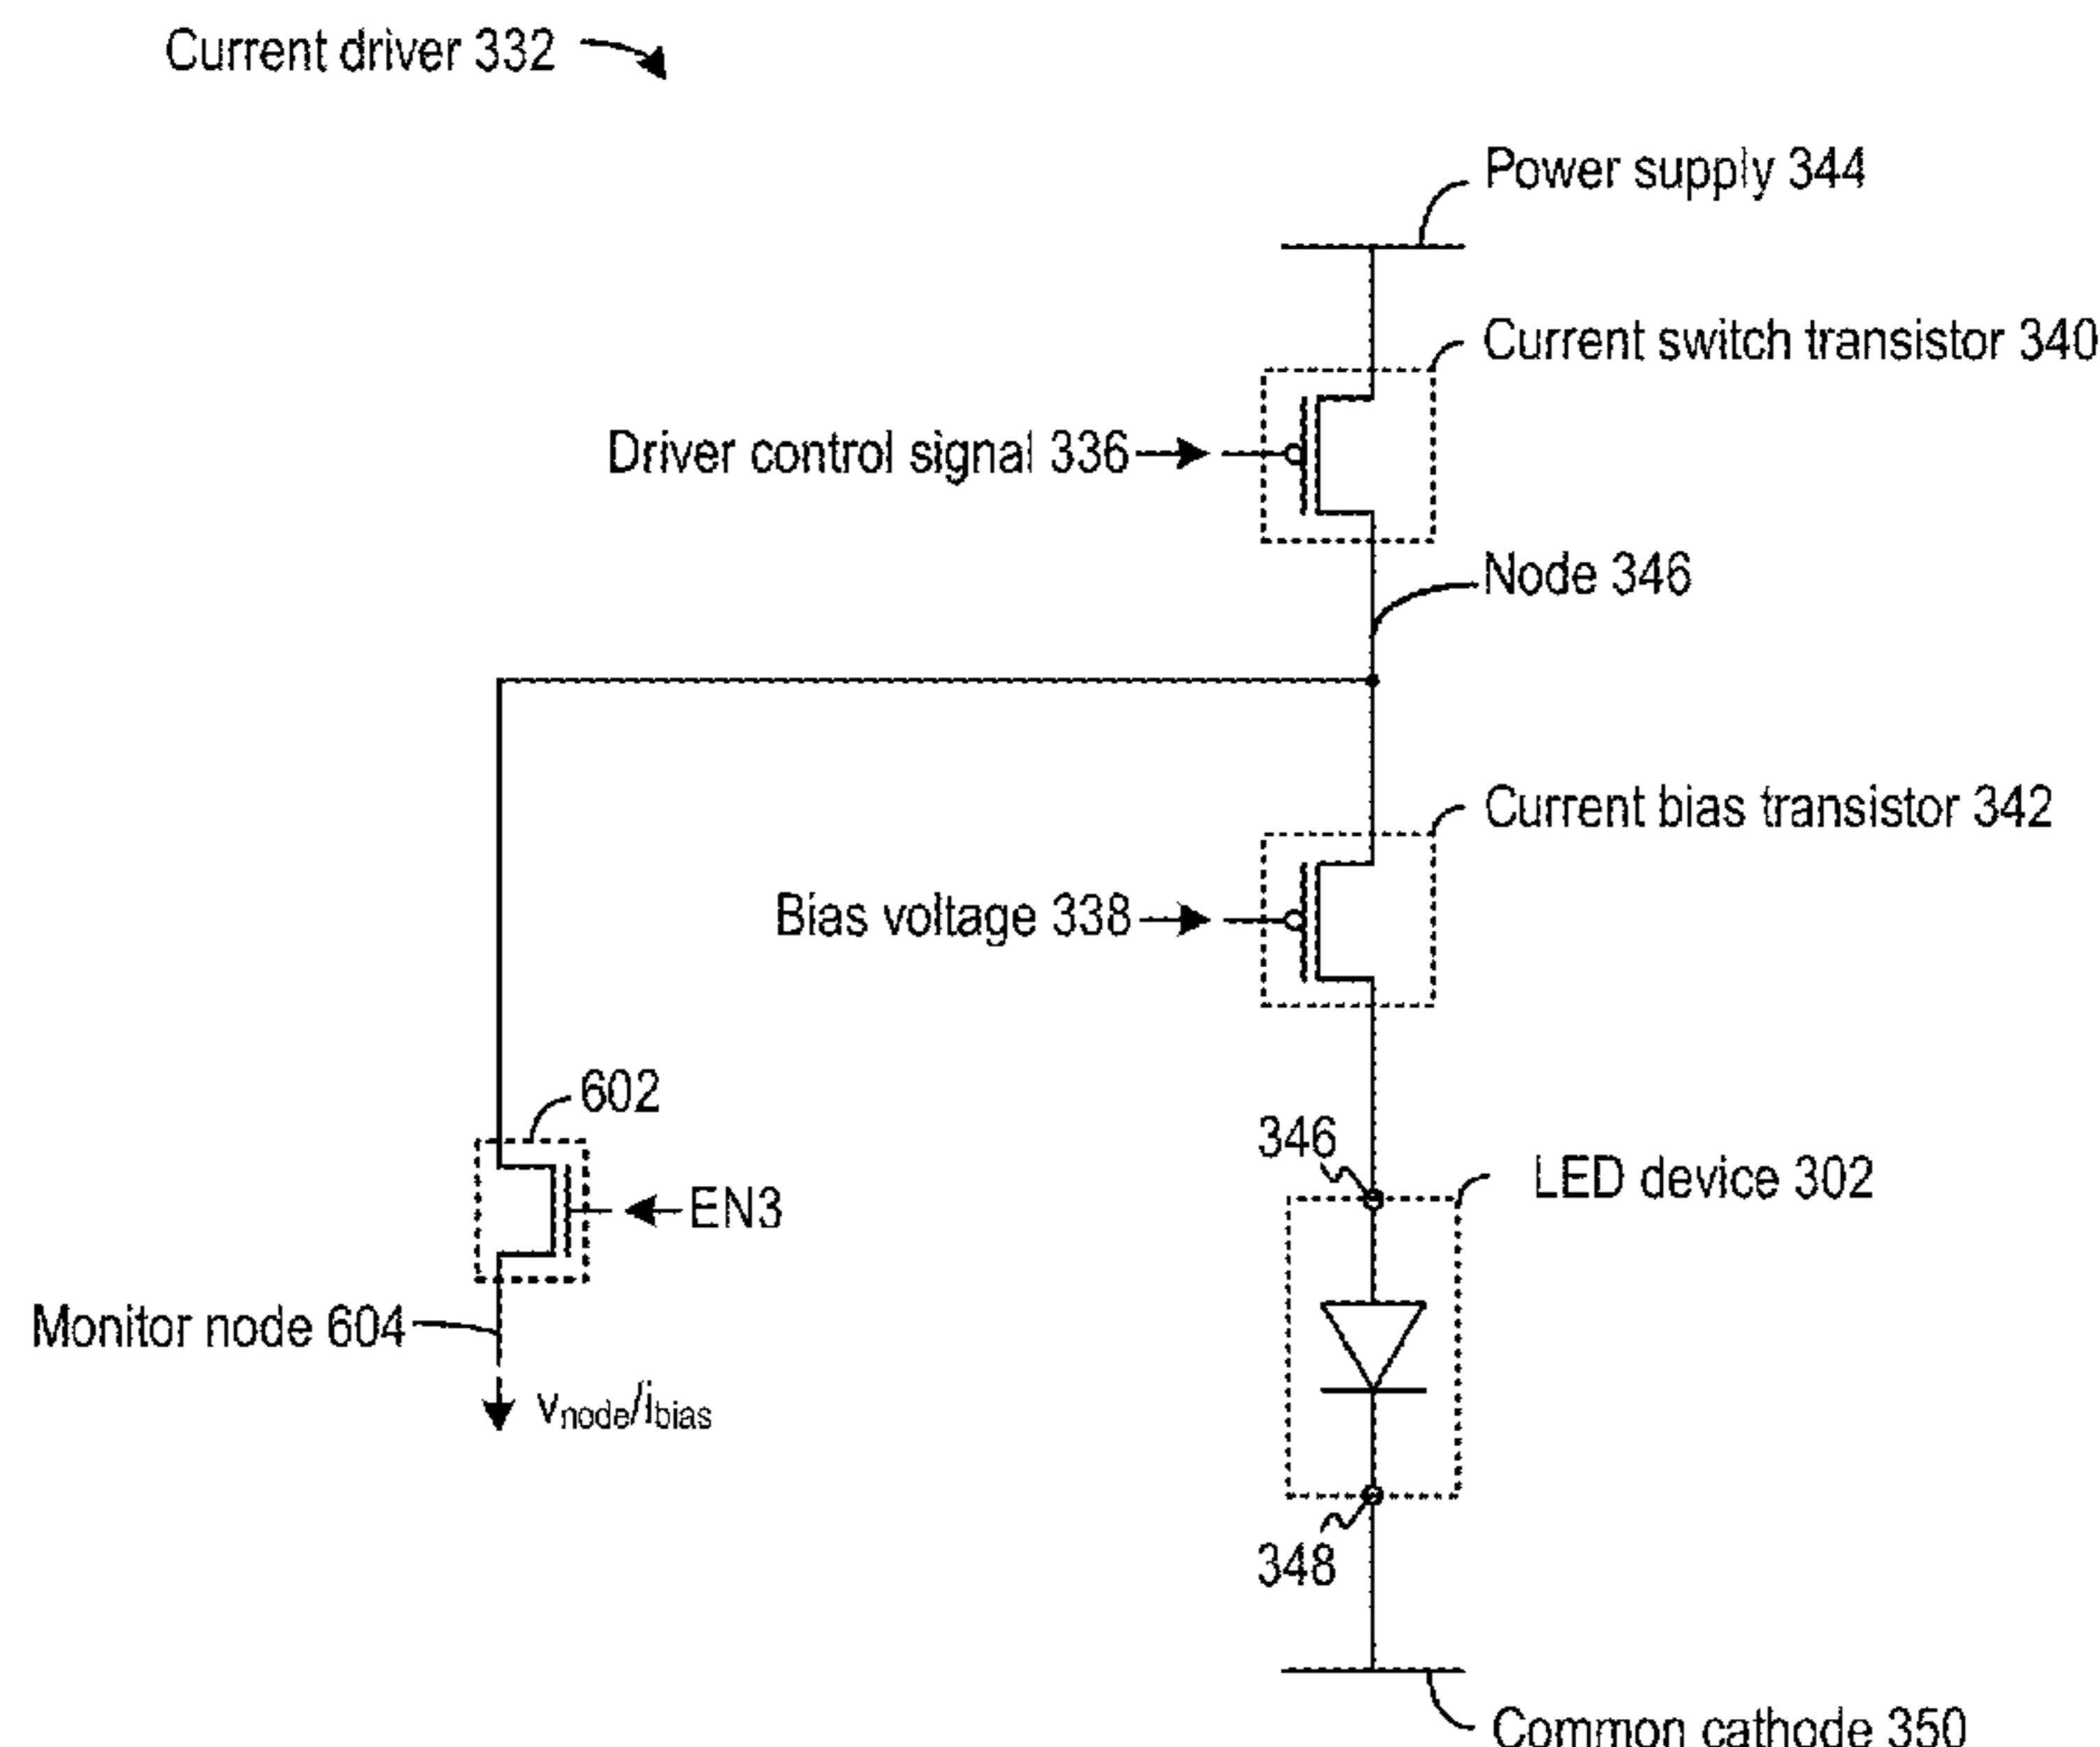 Current driver 332
Power supply 344
Current switch transistor 340
Driver control signal 336
Node 346
Current bias transistor 342
Bias voltage 338
602
346
LED device 302
EN3
Monitor node 604
vnode/ibias
348
Common cathode 350